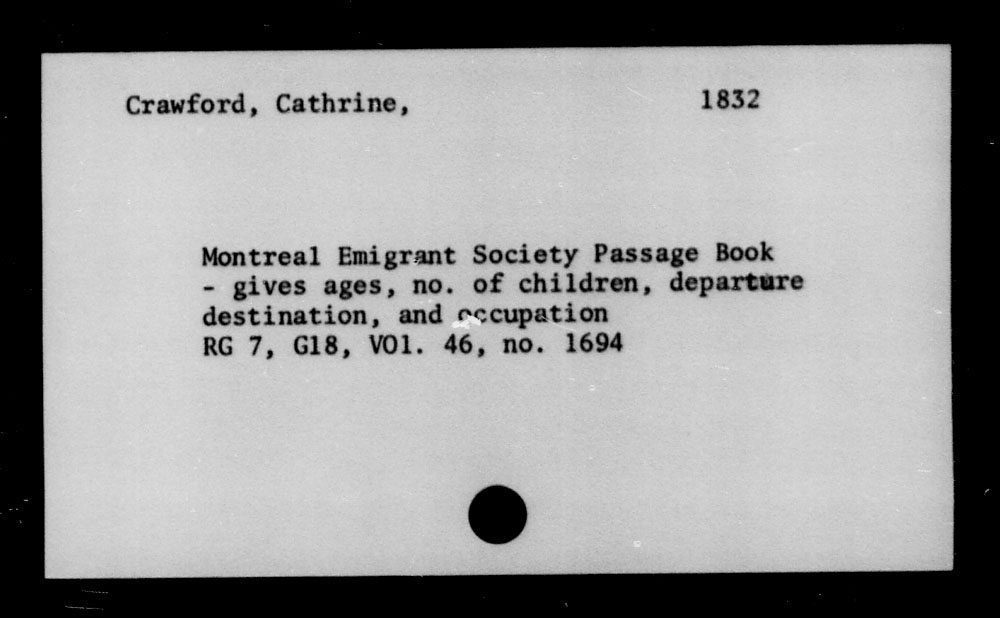 Crawford, Cathrine, 1832
Montreal Emigrant Society Passage Book
- gives ages, no. of children, departure
destination, and occupation
RG 7, G18, VOl. 46, no. 1694